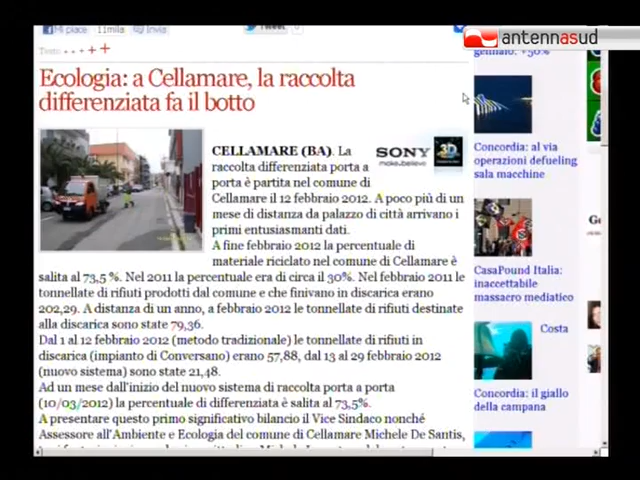 Mi piace 11mila Invia Tweet 0
antennasud
Testo
gennaio: +50%
Ecologia: a Cellamare, la raccolta
differenziata fa il botto
CELLAMARE (BA). La
raccolta differenziata porta a
porta è partita nel comune di
Cellamare il 12 febbraio 2012. A poco più di un
mese di distanza da palazzo di città arrivano i
primi entusiasmanti dati.
A fine febbraio 2012 la percentuale di
materiale riciclato nel comune di Cellamare è
salita al 73,5 %. Nel 2011 la percentuale era di circa il 30%. Nel febbraio 2011 le
tonnellate di rifiuti prodotti dal comune e che finivano in discarica erano
202,29. A distanza di un anno, a febbraio 2012 le tonnellate di rifiuti destinate
alla discarica sono state 79,36.
Dal 1 al 12 febbraio 2012 (metodo tradizionale) le tonnellate di rifiuti in
discarica (impianto di Conversano) erano 57,88, dal 13 al 29 febbraio 2012
(nuovo sistema) sono state 21,48.
Ad un mese dall'inizio del nuovo sistema di raccolta porta a porta
(10/03/2012) la percentuale di differenziata è salita al 73,5%.
A presentare questo primo significativo bilancio il Vice Sindaco nonché
Assessore all'Ambiente e Ecologia del comune di Cellamare Michele De Santis,
SONY
make.believe
3D
Concordia: al via
operazioni defueling
sala macchine
CasaPound Italia:
inaccettabile
massacro mediatico
Costa
Concordia: il giallo
della campana